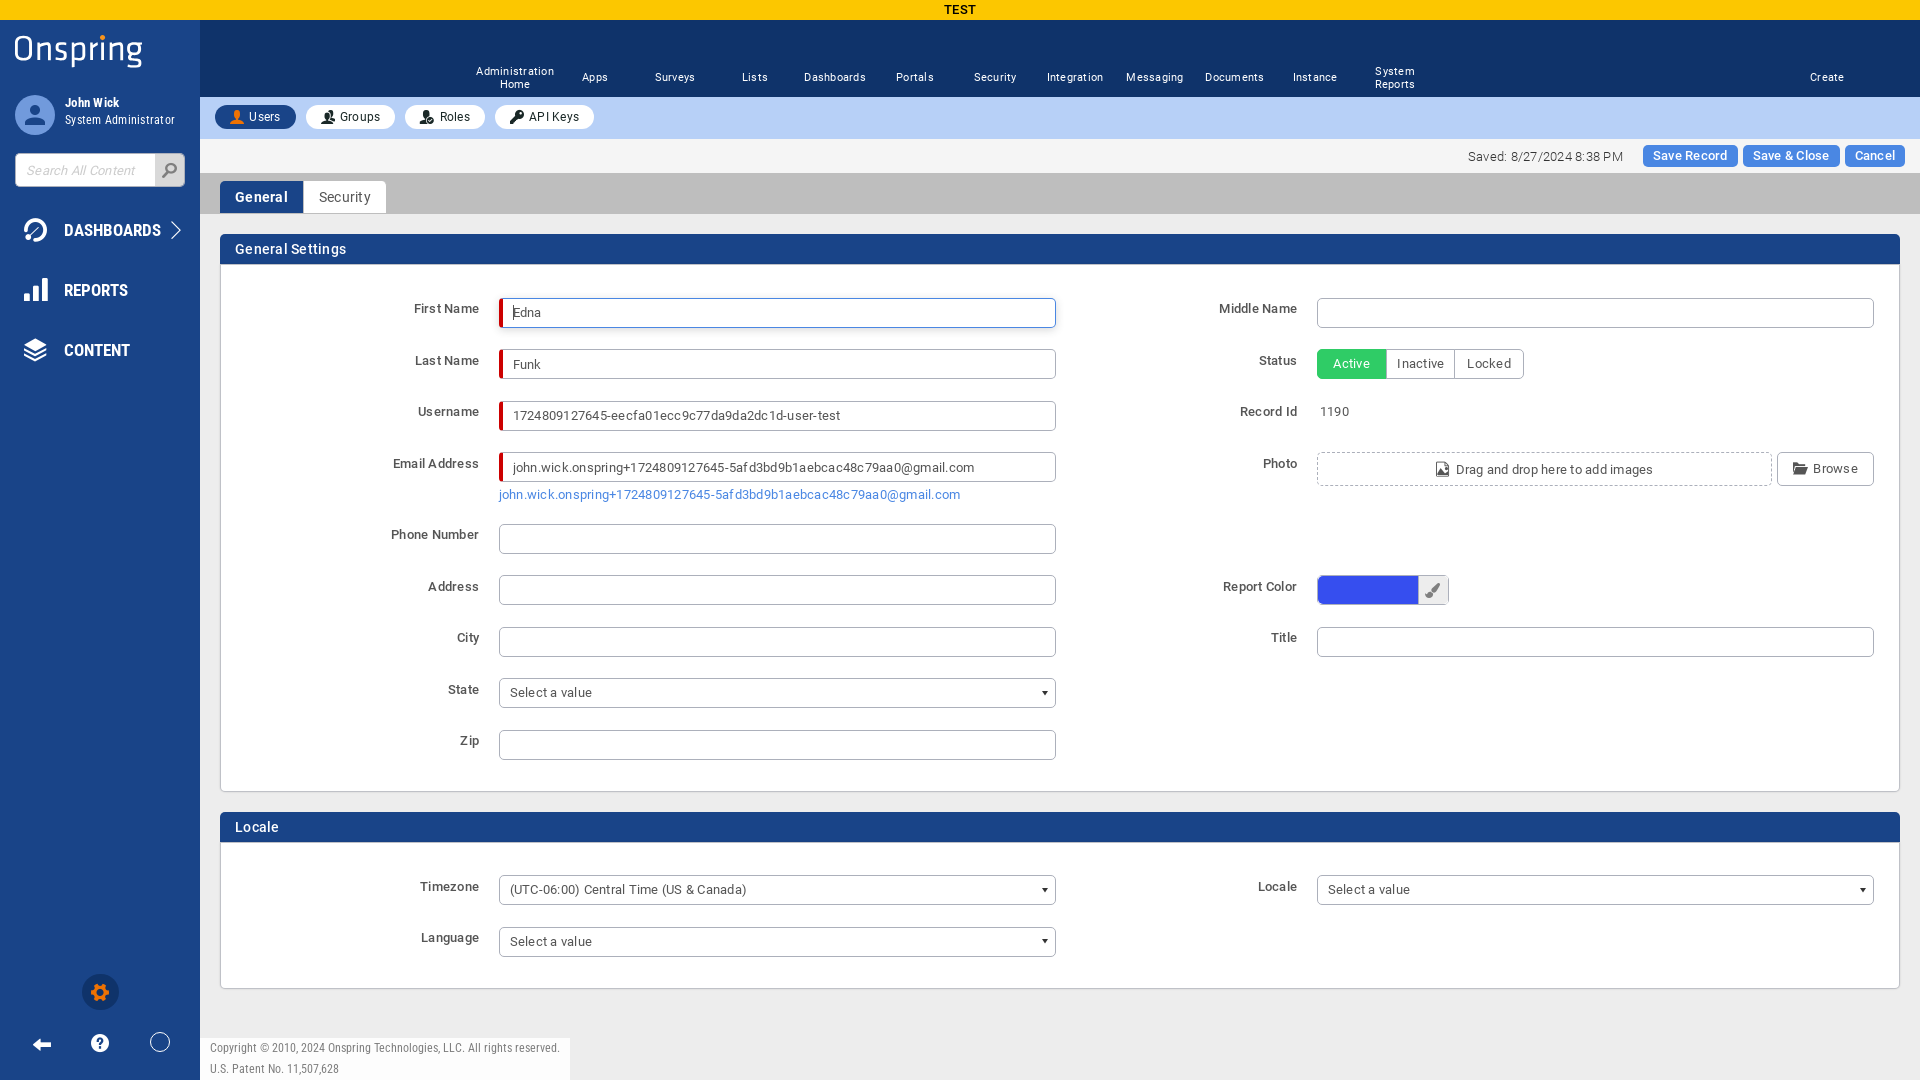 TEST
Onspring
John Wick
System Administrator
Search All Content
DASHBOARDS
REPORTS
CONTENT
Administration Home
Apps
Surveys
Lists
Dashboards
Portals
Security
Integration
Messaging
Documents
Instance
System Reports
Create
Users
Groups
Roles
API Keys
Saved: 8/27/2024 8:38 PM
Save Record
Save & Close
Cancel
General
Security
General Settings
First Name
Edna
Middle Name
Last Name
Funk
Status
Active
Inactive
Locked
Username
1724809127645-eecfa01ecc9c77da9da2dc1d-user-test
Record Id
1190
Email Address
john.wick.onspring+1724809127645-5afd3bd9b1aebcac48c79aa0@gmail.com
john.wick.onspring+1724809127645-5afd3bd9b1aebcac48c79aa0@gmail.com
Photo
Drag and drop here to add images
Browse
Phone Number
Address
Report Color
City
Title
State
Select a value
Zip
Locale
Timezone
(UTC-06:00) Central Time (US & Canada)
Locale
Select a value
Language
Select a value
Copyright © 2010, 2024 Onspring Technologies, LLC. All rights reserved.
U.S. Patent No. 11,507,628